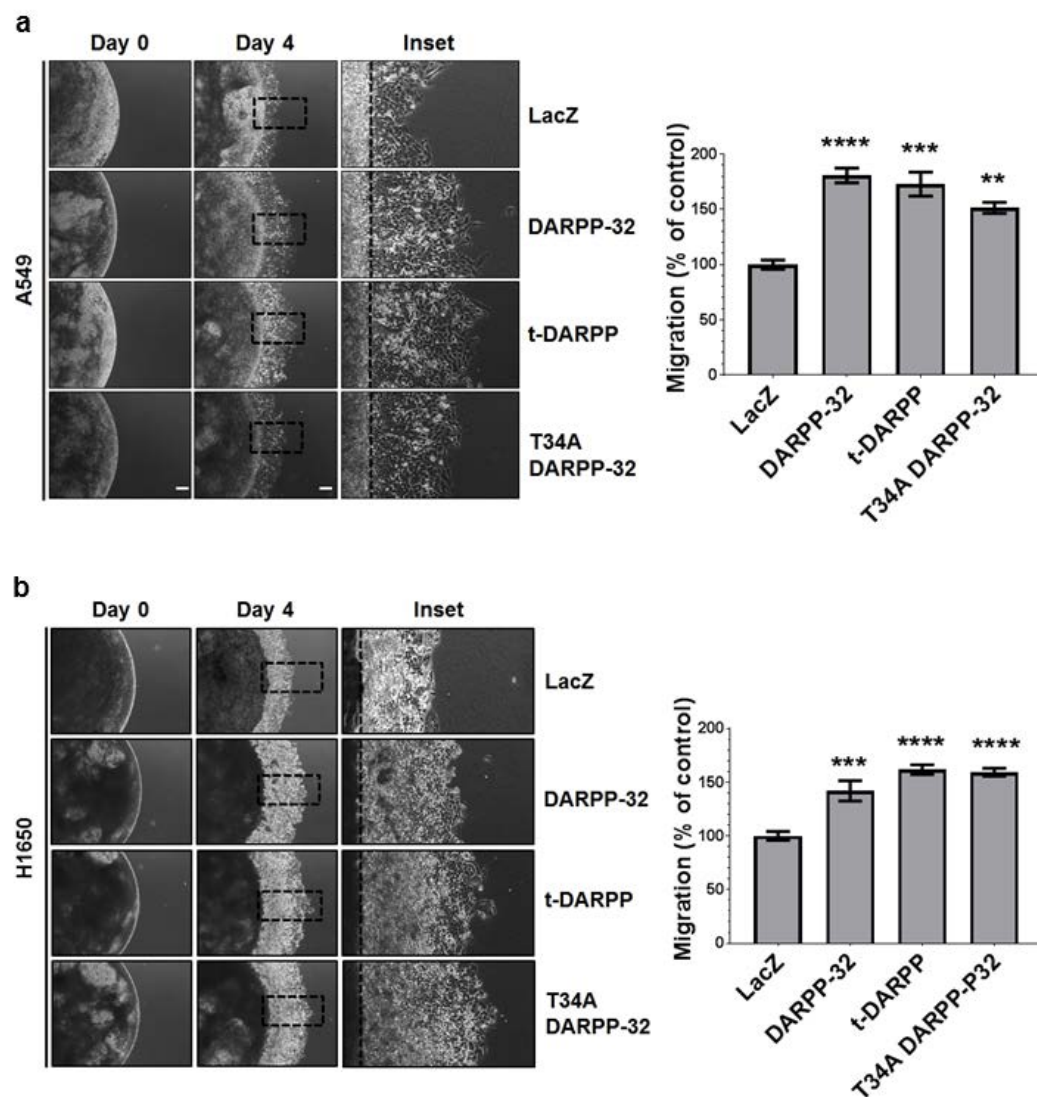 a
Day 0 Day 4 Inset
A549
LacZ
DARPP-32
t-DARPP
T34A
DARPP-32
Migration (% of control)
200
150
100
50
0
****
***
**
LacZ
DARPP-32
t-DARPP
T34A DARPP-32
b
Day 0 Day 4 Inset
H1650
LacZ
DARPP-32
t-DARPP
T34A
DARPP-32
Migration (% of control)
200
150
100
50
0
***
****
****
LacZ
DARPP-32
t-DARPP
T34A DARPP-P32